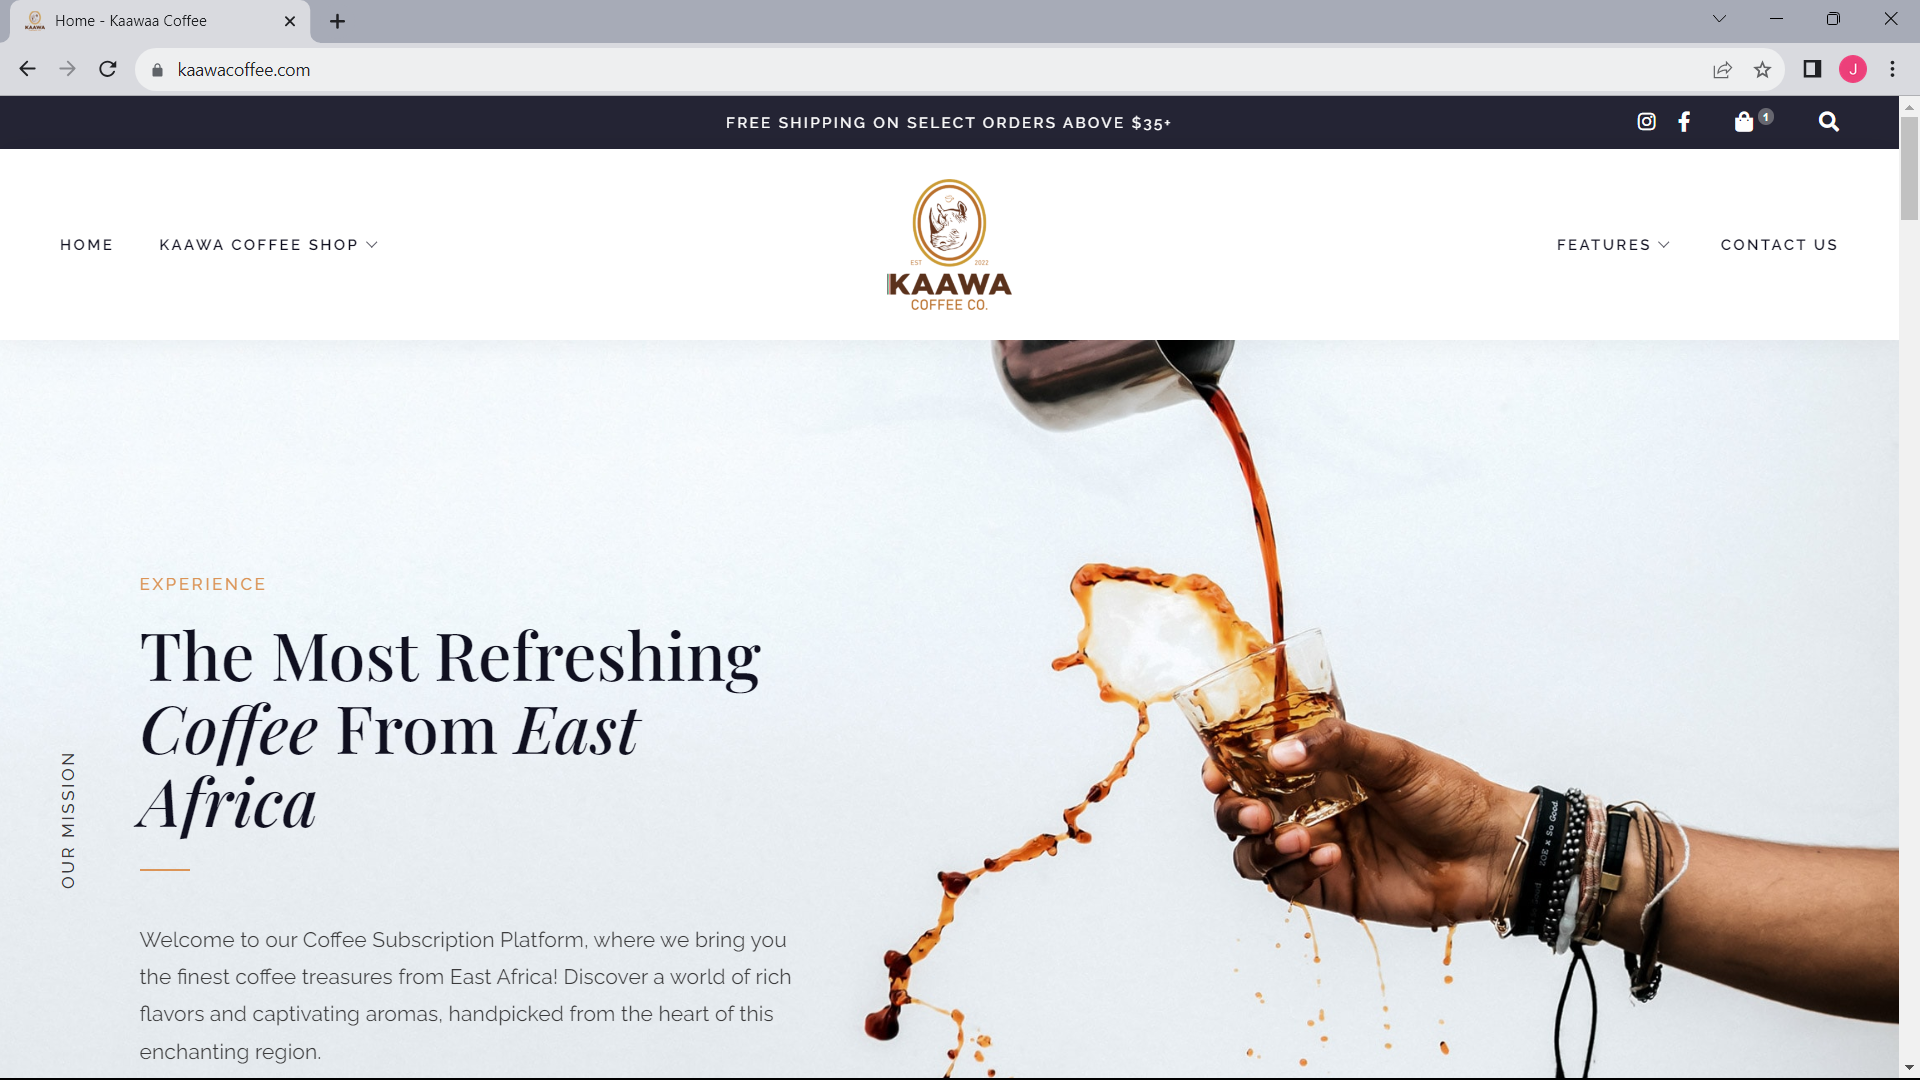 Home - Kaawaa Coffee
kaawacoffee.com
J
FREE SHIPPING ON SELECT ORDERS ABOVE $35+
1
HOME
KAAWA COFFEE SHOP
EST
2022
KAAWA
COFFEE CO.
FEATURES
CONTACT US
EXPERIENCE
The Most Refreshing
Coffee From East
Africa
OUR MISSION
Welcome to our Coffee Subscription Platform, where we bring you
the finest coffee treasures from East Africa! Discover a world of rich
flavors and captivating aromas, handpicked from the heart of this
enchanting region.
ZOE x So Good.